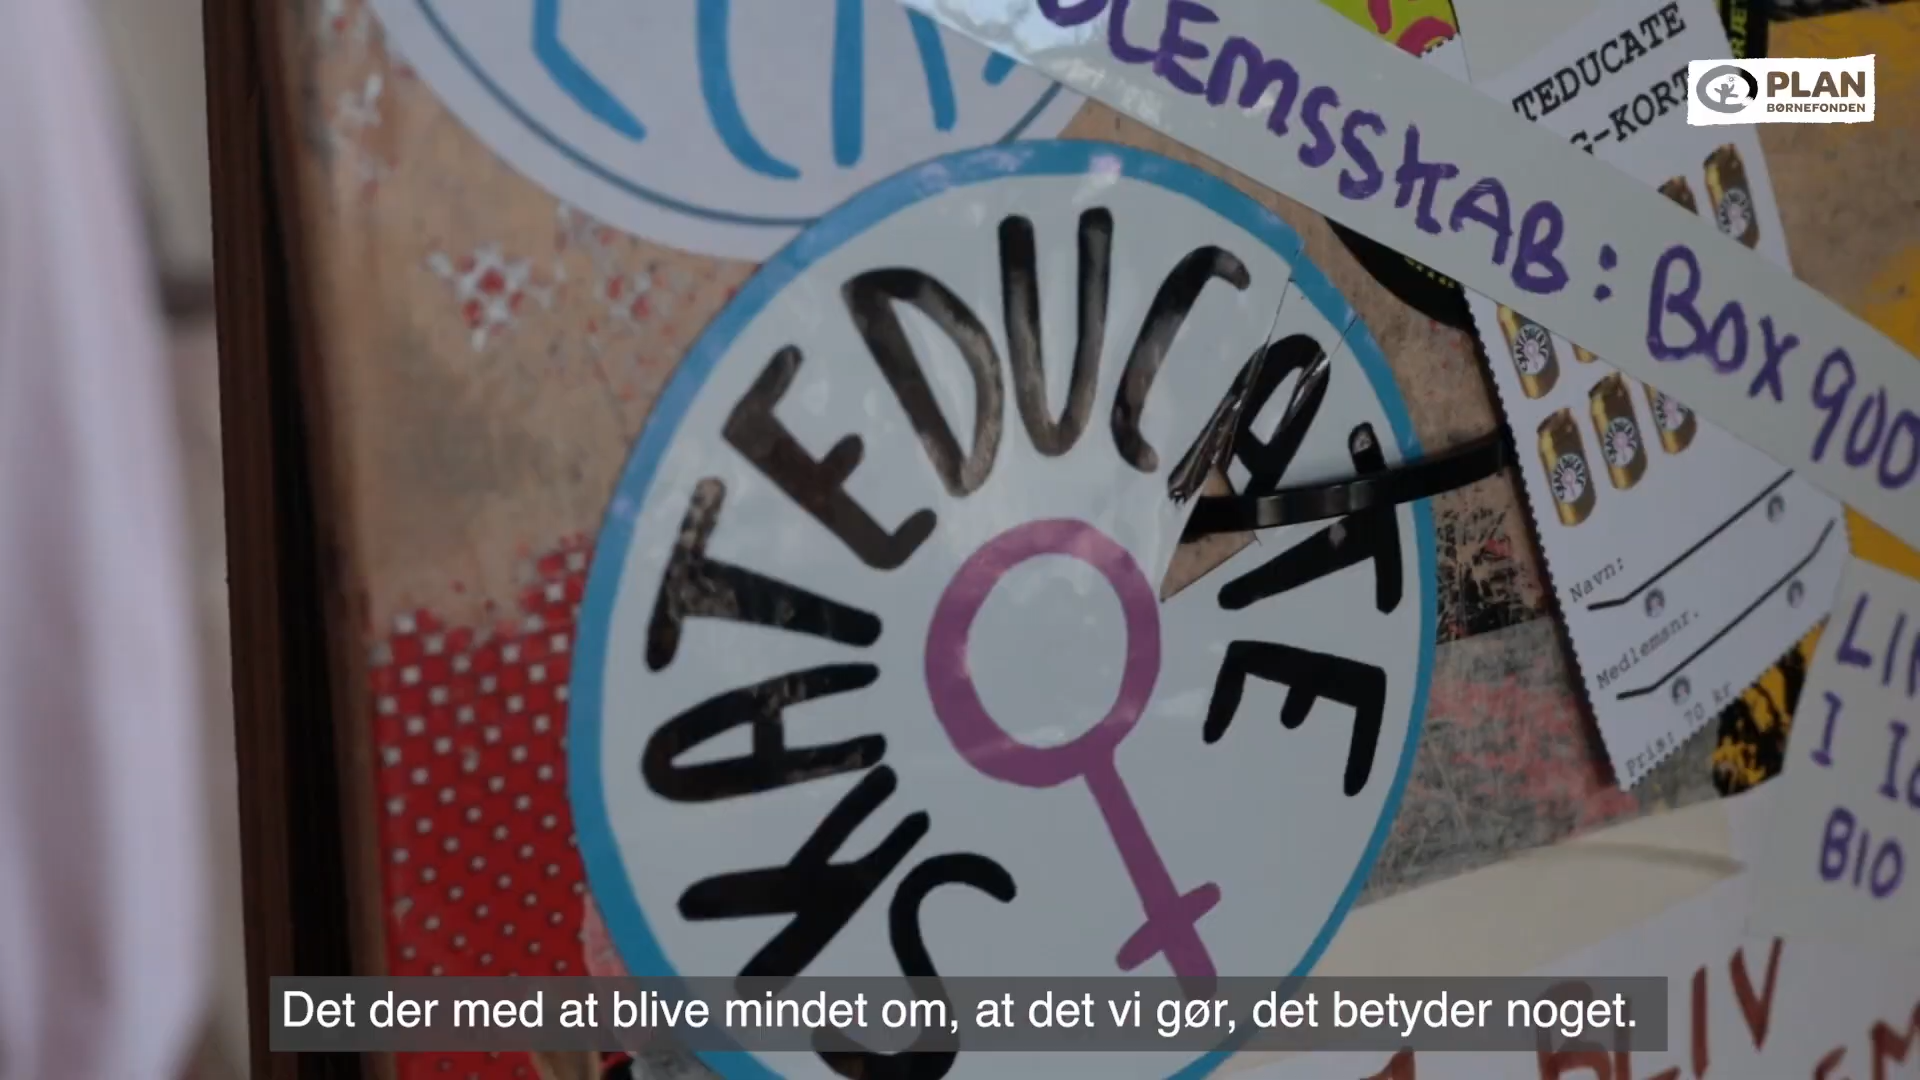 PLAN
BØRNEFONDEN
LEMSSKAB: BOX 900
TEDUCATE
G-KORT
SKATEDUCATE
Navn:
Medlemsnr.
Pris: 70 kr
I
BIO
BLIV
Det der med at blive mindet om, at det vi gør, det betyder noget.